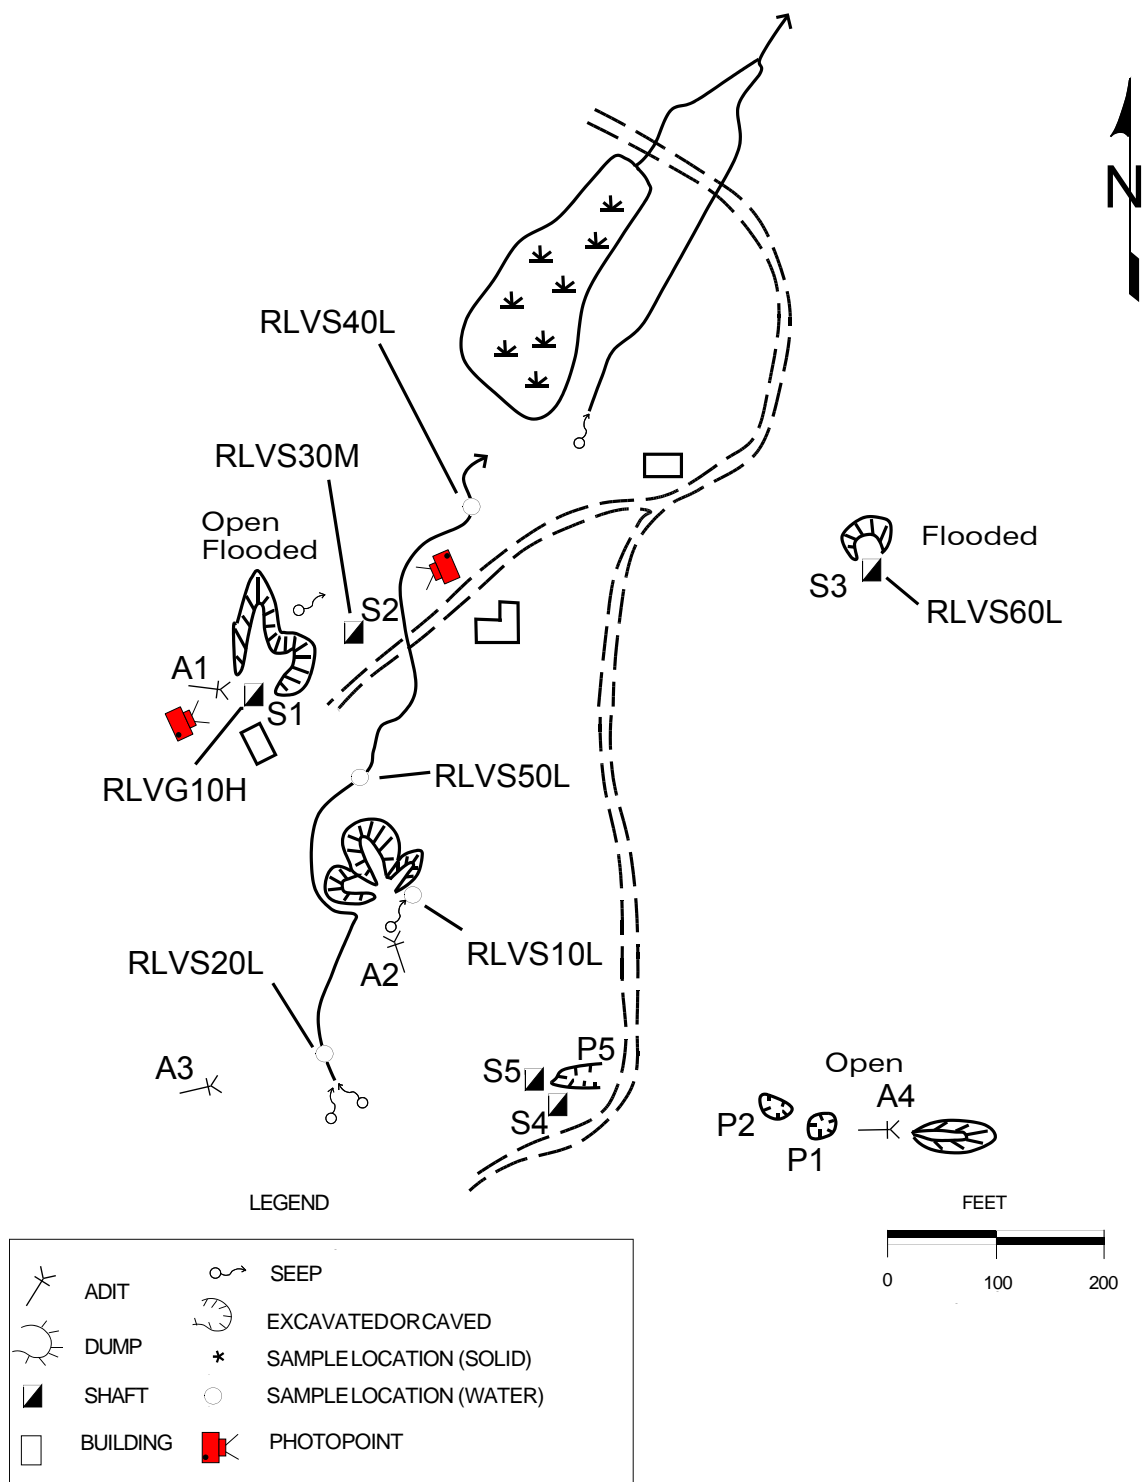 N
RLVS40L
RLVS30M
Open
Flooded
Flooded
S3
S2
RLVS60L
A1
S1
RLVG10H
RLVS50L
RLVS10L
RLVS20L
A2
A3
S5
P5
Open
S4
A4
P2
P1
LEGEND
FEET
0 100 200
ADIT
SEEP
DUMP
EXCAVATED OR CAVED
SAMPLE LOCATION (SOLID)
SHAFT
SAMPLE LOCATION (WATER)
BUILDING
PHOTOPOINT